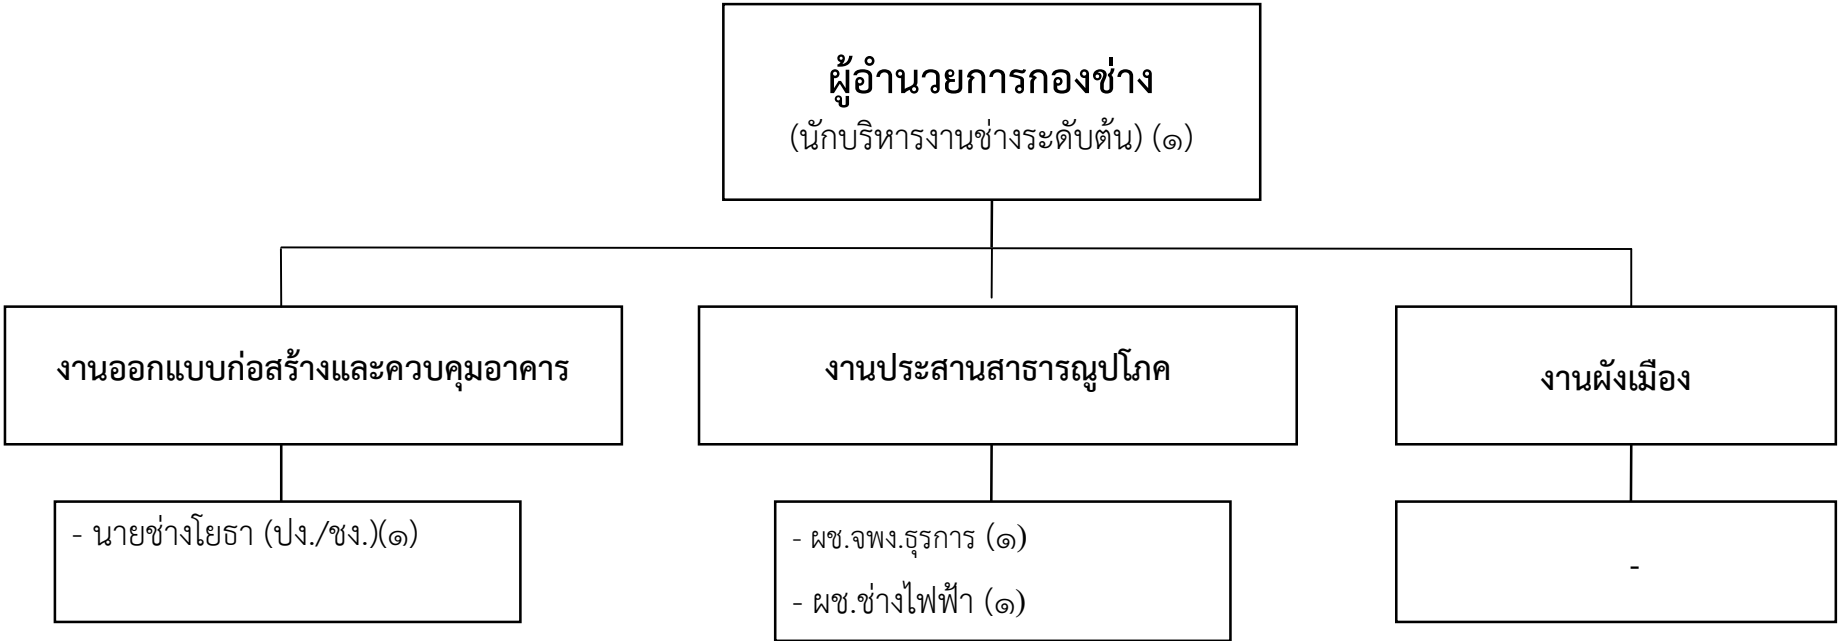 ผู้อำนวยการกองช่าง
(นักบริหารงานช่างระดับต้น) (๑)
งานออกแบบก่อสร้างและควบคุมอาคาร
- นายช่างโยธา (ปง./ชง.)(๑)
งานประสานสาธารณูปโภค
- ผช.จพง.ธุรการ (๑)
- ผช.ช่างไฟฟ้า (๑)
งานผังเมือง
-